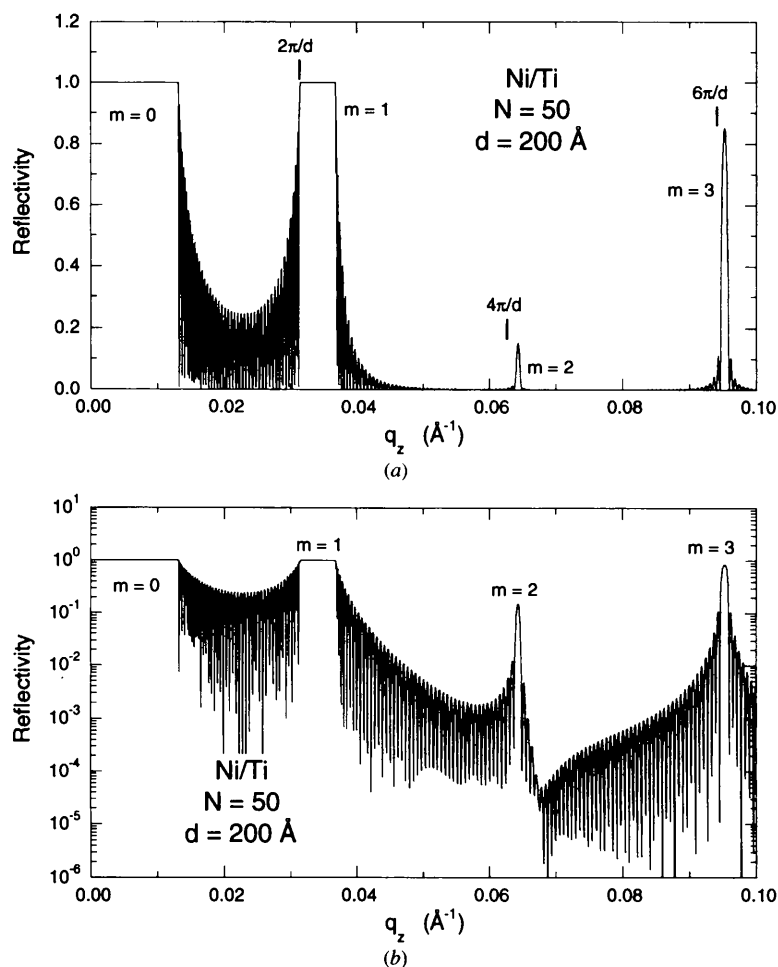 1.2
1.0
0.8
0.6
0.4
0.2
0.0
Reflectivity
m = 0
2π/d
m = 1
Ni/Ti
N = 50
d = 200 Å
4π/d
m = 2
6π/d
m = 3
0.00 0.02 0.04 0.06 0.08 0.10
q_z (Å⁻¹)
(a)
10¹
10⁰
10⁻¹
10⁻²
10⁻³
10⁻⁴
10⁻⁵
10⁻⁶
Reflectivity
m = 0
m = 1
m = 2
m = 3
Ni/Ti
N = 50
d = 200 Å
0.00 0.02 0.04 0.06 0.08 0.10
q_z (Å⁻¹)
(b)